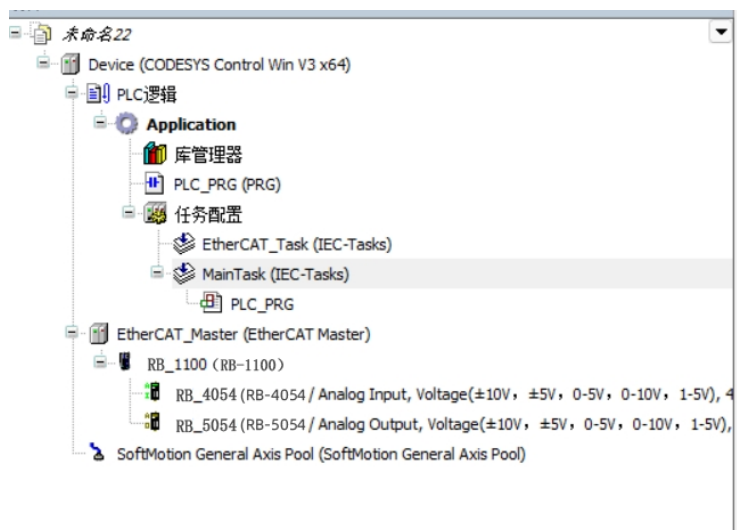 未命名22
Device (CODESYS Control Win V3 x64)
PLC逻辑
Application
库管理器
PLC_PRG (PRG)
任务配置
EtherCAT_Task (IEC-Tasks)
MainTask (IEC-Tasks)
PLC_PRG
EtherCAT_Master (EtherCAT Master)
RB_1100（RB-1100）
RB_4054 (RB-4054 / Analog Input, Voltage(±10V，±5V，0-5V，0-10V，1-5V), 4
RB_5054 (RB-5054 / Analog Output, Voltage(±10V，±5V，0-5V，0-10V，1-5V),
SoftMotion General Axis Pool (SoftMotion General Axis Pool)